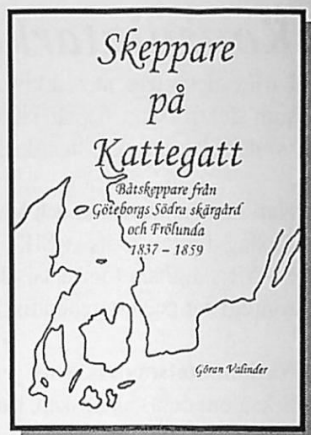 Skeppare
på
Kattegatt
Båtskeppare från
Göteborgs Södra skärgård
och Frölunda
1837 – 1859
Göran Valinder